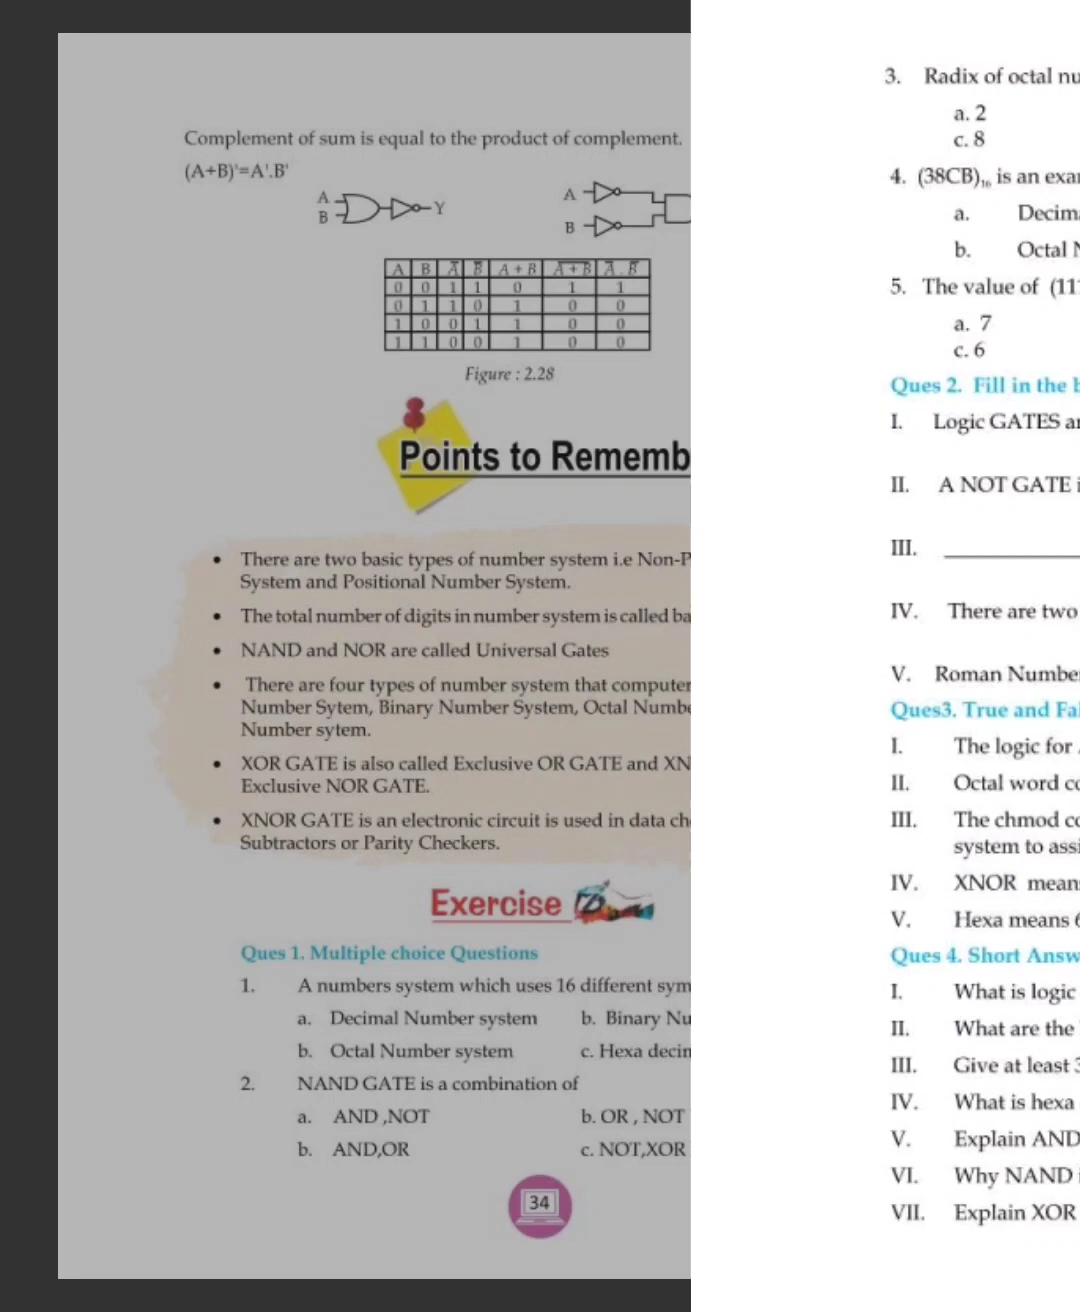 Complement of sum is equal to the product of complement.
(A+B)'=A'.B'
A
B
Y
A
B
A B A̅ B̅ A + B A̅ ̅+̅ ̅B̅ A̅ . B̅
0 0 1 1 0 1 1
0 1 1 0 1 0 0
1 0 0 1 1 0 0
1 1 0 0 1 0 0
Figure : 2.28
Points to Rememb
• There are two basic types of number system i.e Non-P
System and Positional Number System.
• The total number of digits in number system is called ba
• NAND and NOR are called Universal Gates
• There are four types of number system that computer
Number Sytem, Binary Number System, Octal Numbe
Number sytem.
• XOR GATE is also called Exclusive OR GATE and XN
Exclusive NOR GATE.
• XNOR GATE is an electronic circuit is used in data ch
Subtractors or Parity Checkers.
Exercise
Ques 1. Multiple choice Questions
1. A numbers system which uses 16 different sym
a. Decimal Number system b. Binary Nu
b. Octal Number system c. Hexa decim
2. NAND GATE is a combination of
a. AND ,NOT b. OR , NOT
b. AND,OR c. NOT,XOR
34
3. Radix of octal nu
a. 2
c. 8
4. (38CB)₁₆ is an exam
a. Decima
b. Octal N
5. The value of (111
a. 7
c. 6
Ques 2. Fill in the b
I. Logic GATES ar
II. A NOT GATE i
III.
IV. There are two
V. Roman Number
Ques3. True and Fal
I. The logic for
II. Octal word co
III. The chmod co
system to assi
IV. XNOR means
V. Hexa means 6
Ques 4. Short Answ
I. What is logic
II. What are the
III. Give at least 3
IV. What is hexa
V. Explain AND
VI. Why NAND i
VII. Explain XOR